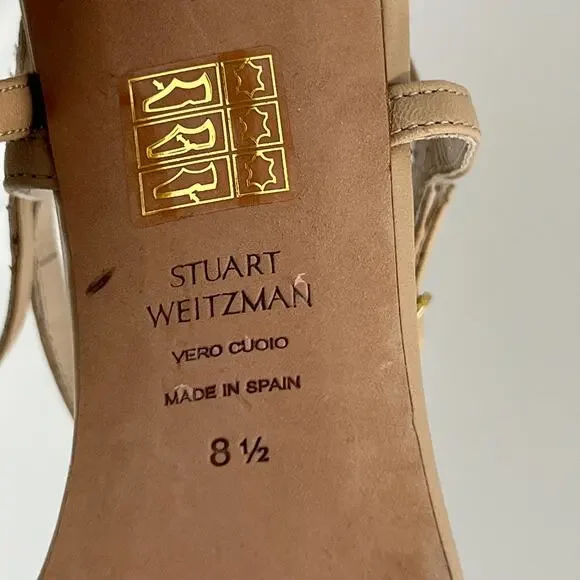 STUART
WEITZMAN
VERO CUOIO
MADE IN SPAIN
8 ½